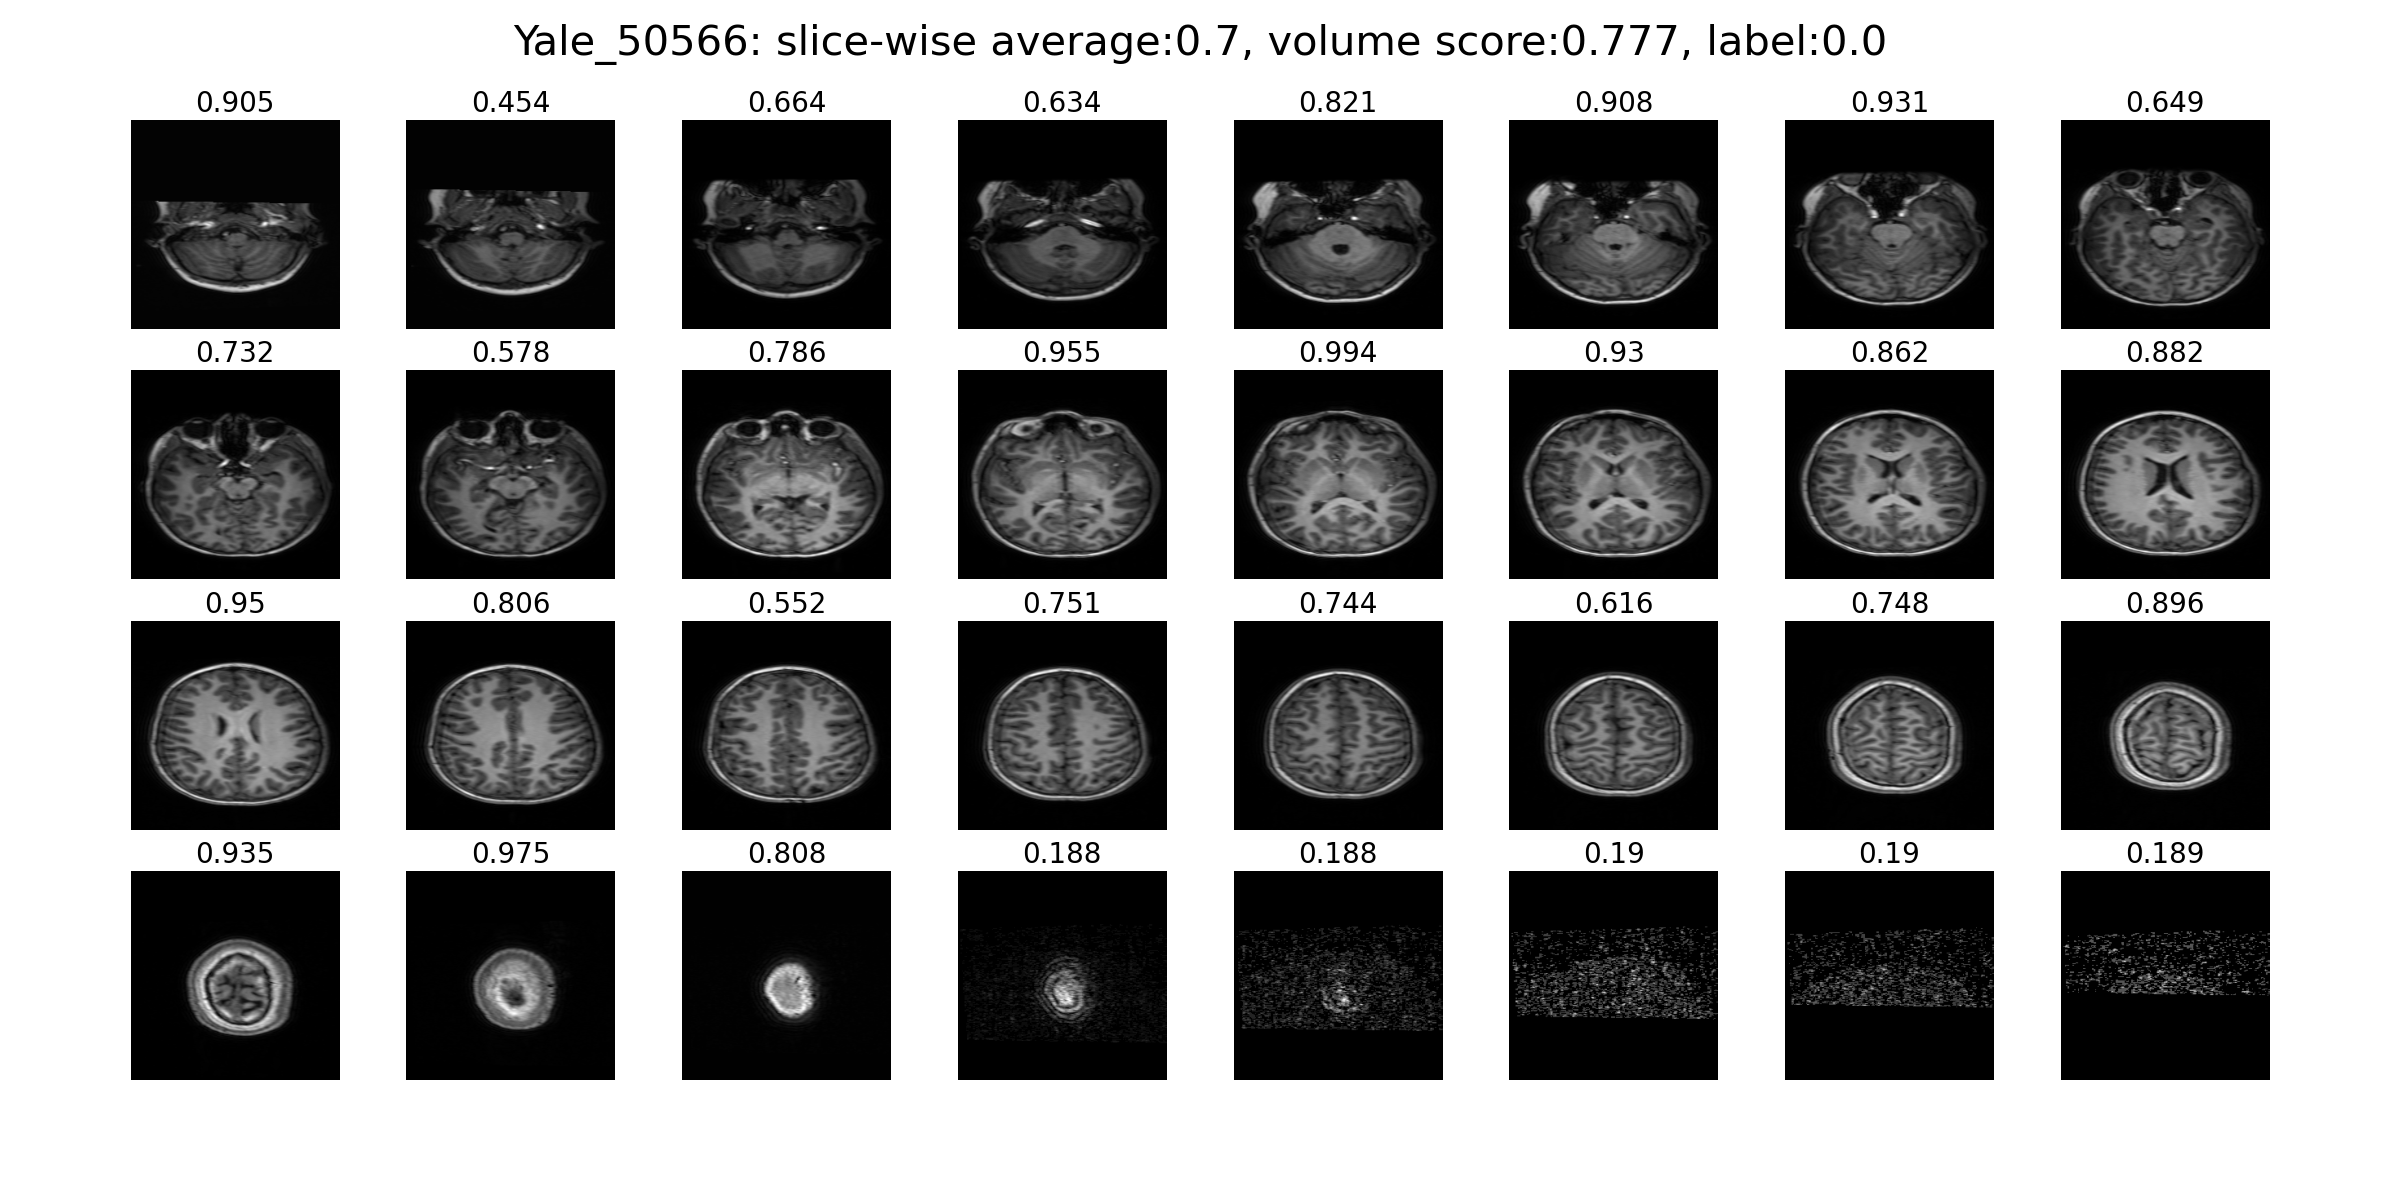 Yale_50566: slice-wise average:0.7, volume score:0.777, label:0.0
0.905 0.454 0.664 0.634 0.821 0.908 0.931 0.649
0.732 0.578 0.786 0.955 0.994 0.93 0.862 0.882
0.95 0.806 0.552 0.751 0.744 0.616 0.748 0.896
0.935 0.975 0.808 0.188 0.188 0.19 0.19 0.189